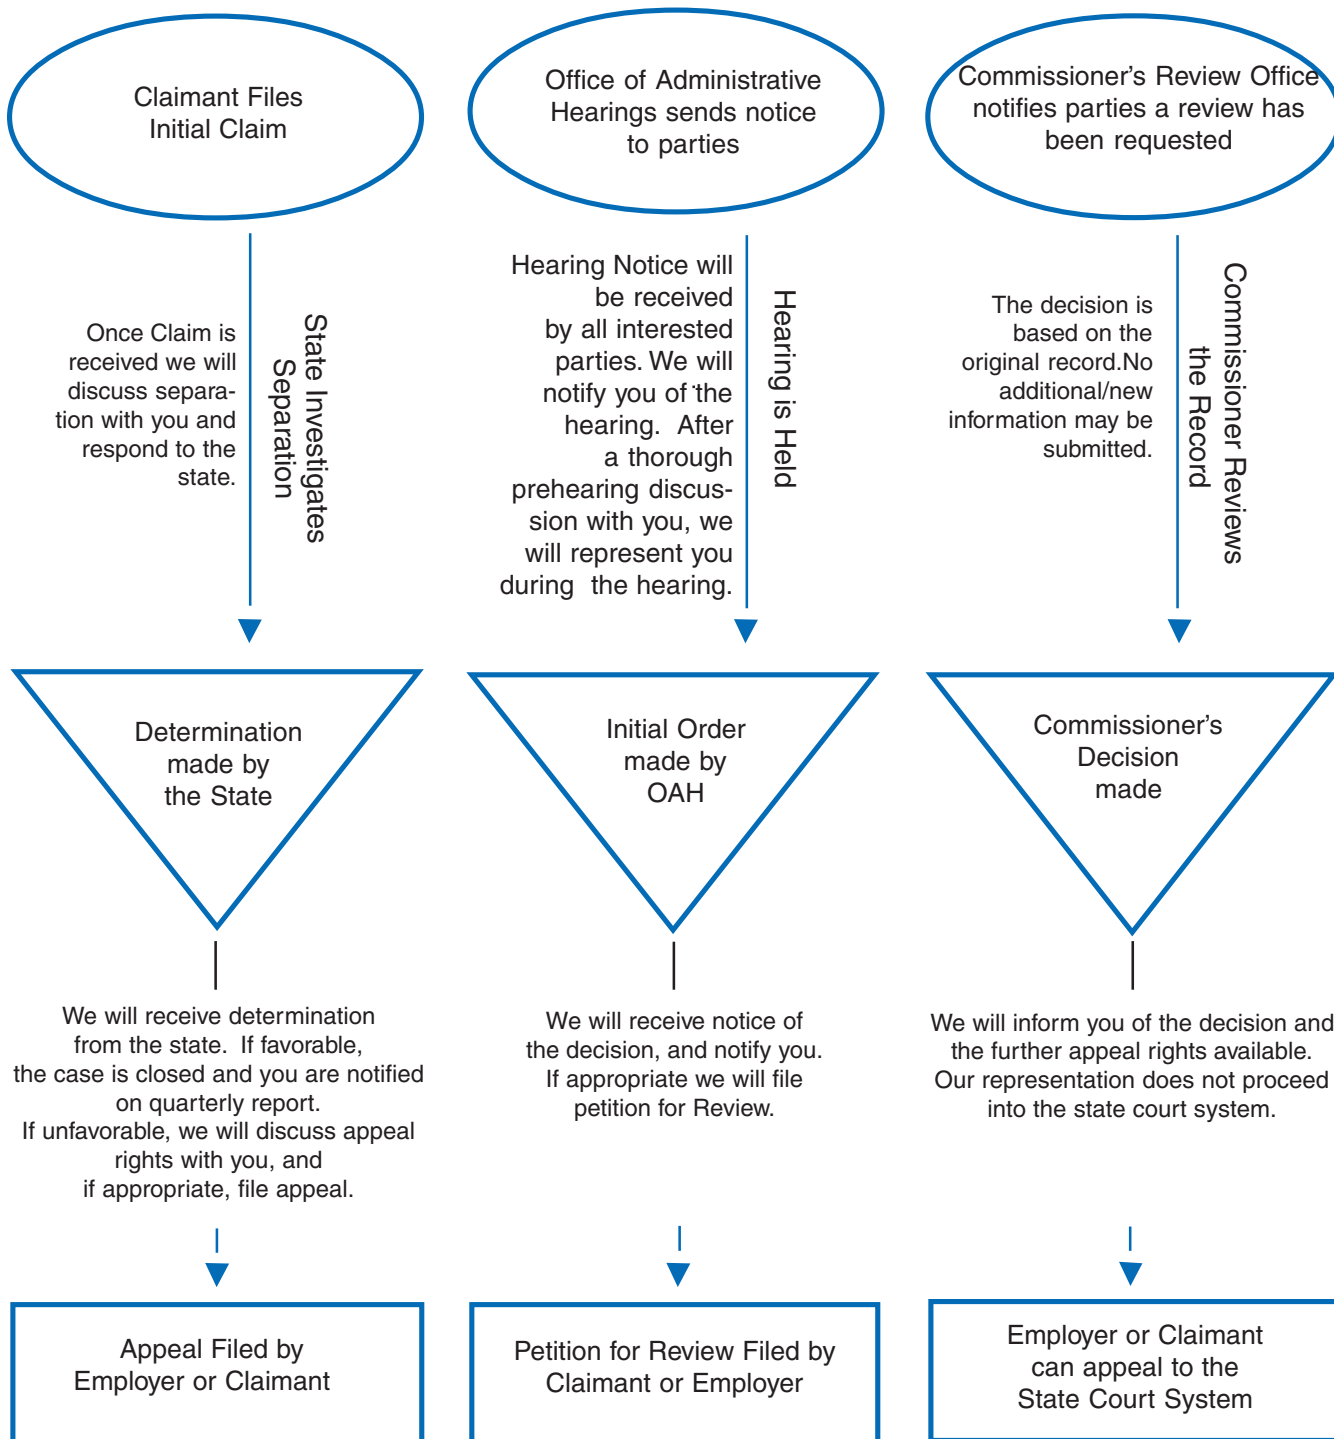 Claimant Files
Initial Claim
Once Claim is
received we will
discuss separa-
tion with you and
respond to the
state.
State Investigates
Separation
Determination
made by
the State
We will receive determination
from the state. If favorable,
the case is closed and you are notified
on quarterly report.
If unfavorable, we will discuss appeal
rights with you, and
if appropriate, file appeal.
Appeal Filed by
Employer or Claimant
Office of Administrative
Hearings sends notice
to parties
Hearing Notice will
be received
by all interested
parties. We will
notify you of the
hearing. After
a thorough
prehearing discus-
sion with you, we
will represent you
during the hearing.
Hearing is Held
Initial Order
made by
OAH
We will receive notice of
the decision, and notify you.
If appropriate we will file
petition for Review.
Petition for Review Filed by
Claimant or Employer
Commissioner's Review Office
notifies parties a review has
been requested
The decision is
based on the
original record.No
additional/new
information may be
submitted.
Commissioner Reviews
the Record
Commissioner's
Decision
made
We will inform you of the decision and
the further appeal rights available.
Our representation does not proceed
into the state court system.
Employer or Claimant
can appeal to the
State Court System